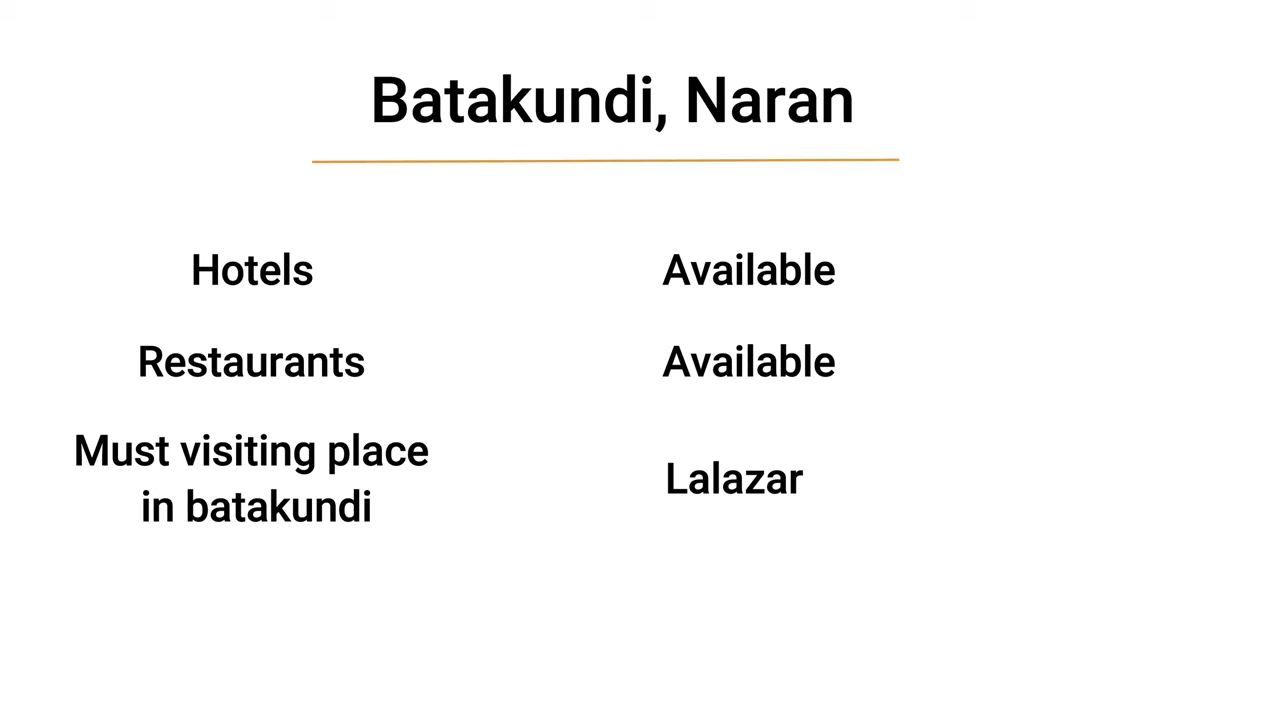 Batakundi, Naran
Hotels Available
Restaurants Available
Must visiting place
in batakundi
Lalazar